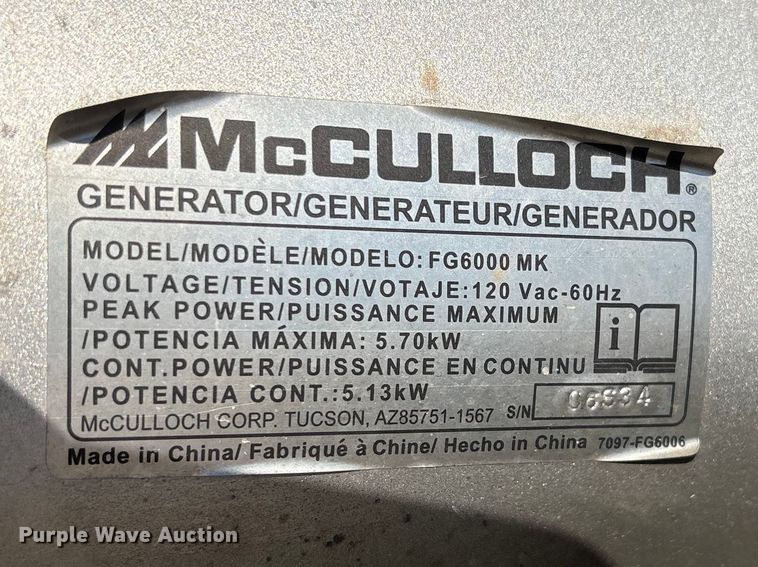 McCULLOCH®
GENERATOR/GENERATEUR/GENERADOR
MODEL/MODÈLE/MODELO: FG6000 MK
VOLTAGE/TENSION/VOTAJE:120 Vac-60Hz
PEAK POWER/PUISSANCE MAXIMUM
/POTENCIA MÁXIMA: 5.70kW
CONT.POWER/PUISSANCE EN CONTINU
/POTENCIA CONT.:5.13kW
McCULLOCH CORP. TUCSON, AZ85751-1567 S/N
Made in China/ Fabriqué à Chine/ Hecho in China 7097-FG6006
Purple Wave Auction